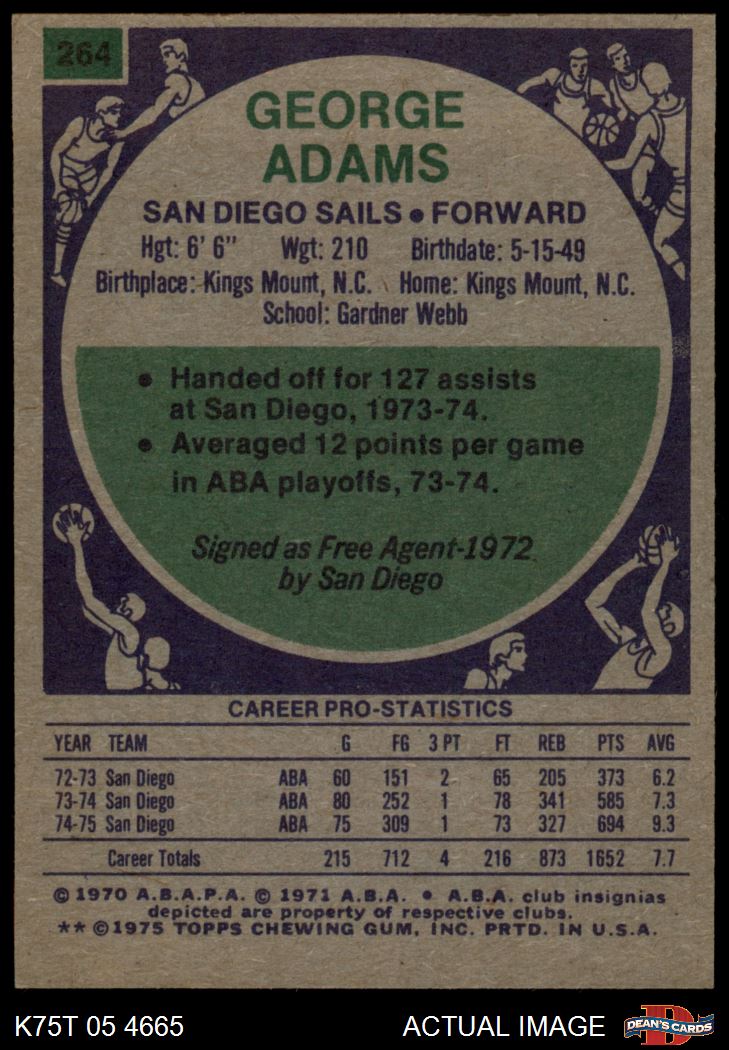 264
GEORGE
ADAMS
SAN DIEGO SAILS • FORWARD
Hgt: 6' 6" Wgt: 210 Birthdate: 5-15-49
Birthplace: Kings Mount, N.C. Home: Kings Mount, N.C.
School: Gardner Webb
• Handed off for 127 assists
at San Diego, 1973-74.
• Averaged 12 points per game
in ABA playoffs, 73-74.
Signed as Free Agent-1972
by San Diego
CAREER PRO-STATISTICS
YEAR TEAM G FG 3 PT FT REB PTS AVG
72-73 San Diego ABA 60 151 2 65 205 373 6.2
73-74 San Diego ABA 80 252 1 78 341 585 7.3
74-75 San Diego ABA 75 309 1 73 327 694 9.3
Career Totals 215 712 4 216 873 1652 7.7
© 1970 A.B.A.P.A. © 1971 A.B.A. • A.B.A. club insignias
depicted are property of respective clubs.
** ©1975 TOPPS CHEWING GUM, INC. PRTD. IN U.S.A.
K75T 05 4665 ACTUAL IMAGE
D
DEAN'S CARDS